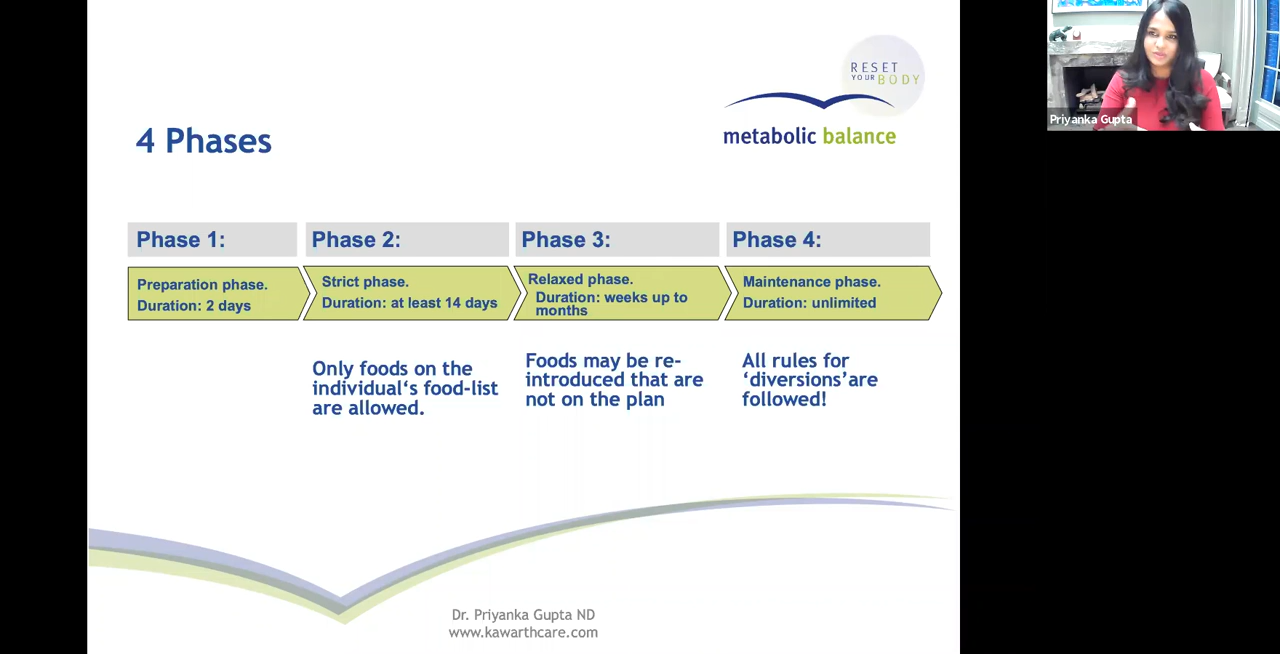 RESET
YOUR BODY
metabolic balance
Priyanka Gupta
4 Phases
Phase 1:
Phase 2:
Phase 3:
Phase 4:
Preparation phase.
Duration: 2 days
Strict phase.
Duration: at least 14 days
Relaxed phase.
Duration: weeks up to
months
Maintenance phase.
Duration: unlimited
Only foods on the
individual‘s food-list
are allowed.
Foods may be re-
introduced that are
not on the plan
All rules for
‘diversions’are
followed!
Dr. Priyanka Gupta ND
www.kawarthcare.com